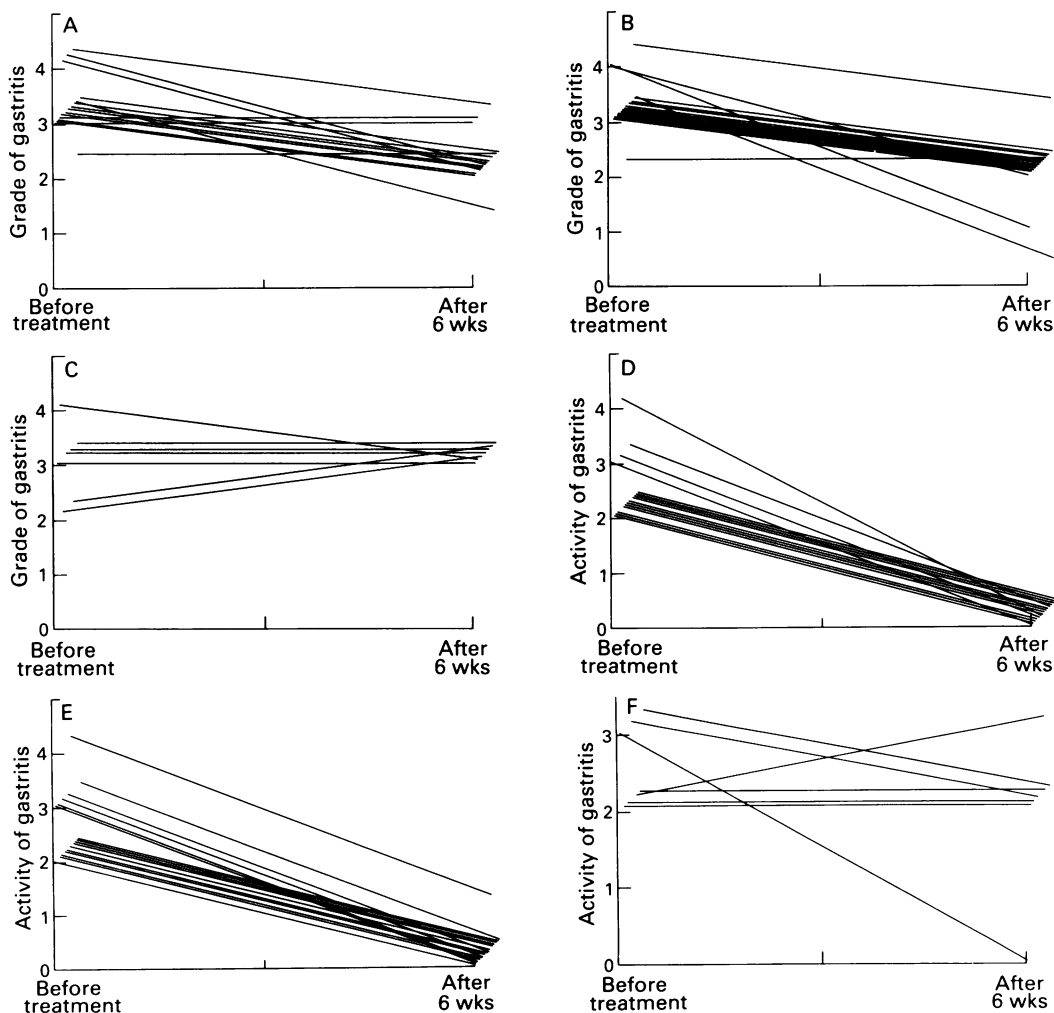 A
Grade of gastritis
4
3
2
1
0
Before
treatment
After
6 wks
B
Grade of gastritis
4
3
2
1
0
Before
treatment
After
6 wks
C
Grade of gastritis
4
3
2
1
0
Before
treatment
After
6 wks
D
Activity of gastritis
4
3
2
1
0
Before
treatment
After
6 wks
E
Activity of gastritis
4
3
2
1
0
Before
treatment
After
6 wks
F
Activity of gastritis
3
2
1
0
Before
treatment
After
6 wks